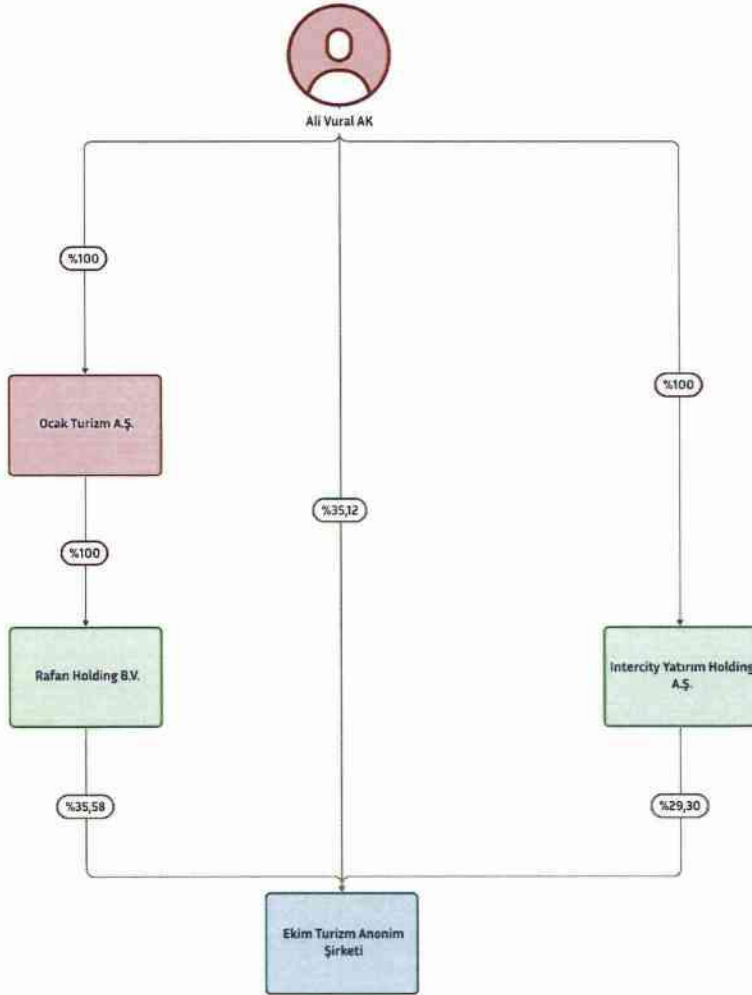 Ali Vural AK
%100
%100
Ocak Turizm A.Ş.
%35,12
%100
Rafan Holding B.V.
Intercity Yatırım Holding
A.Ş.
%35,58
%29,30
Ekim Turizm Anonim
Şirketi